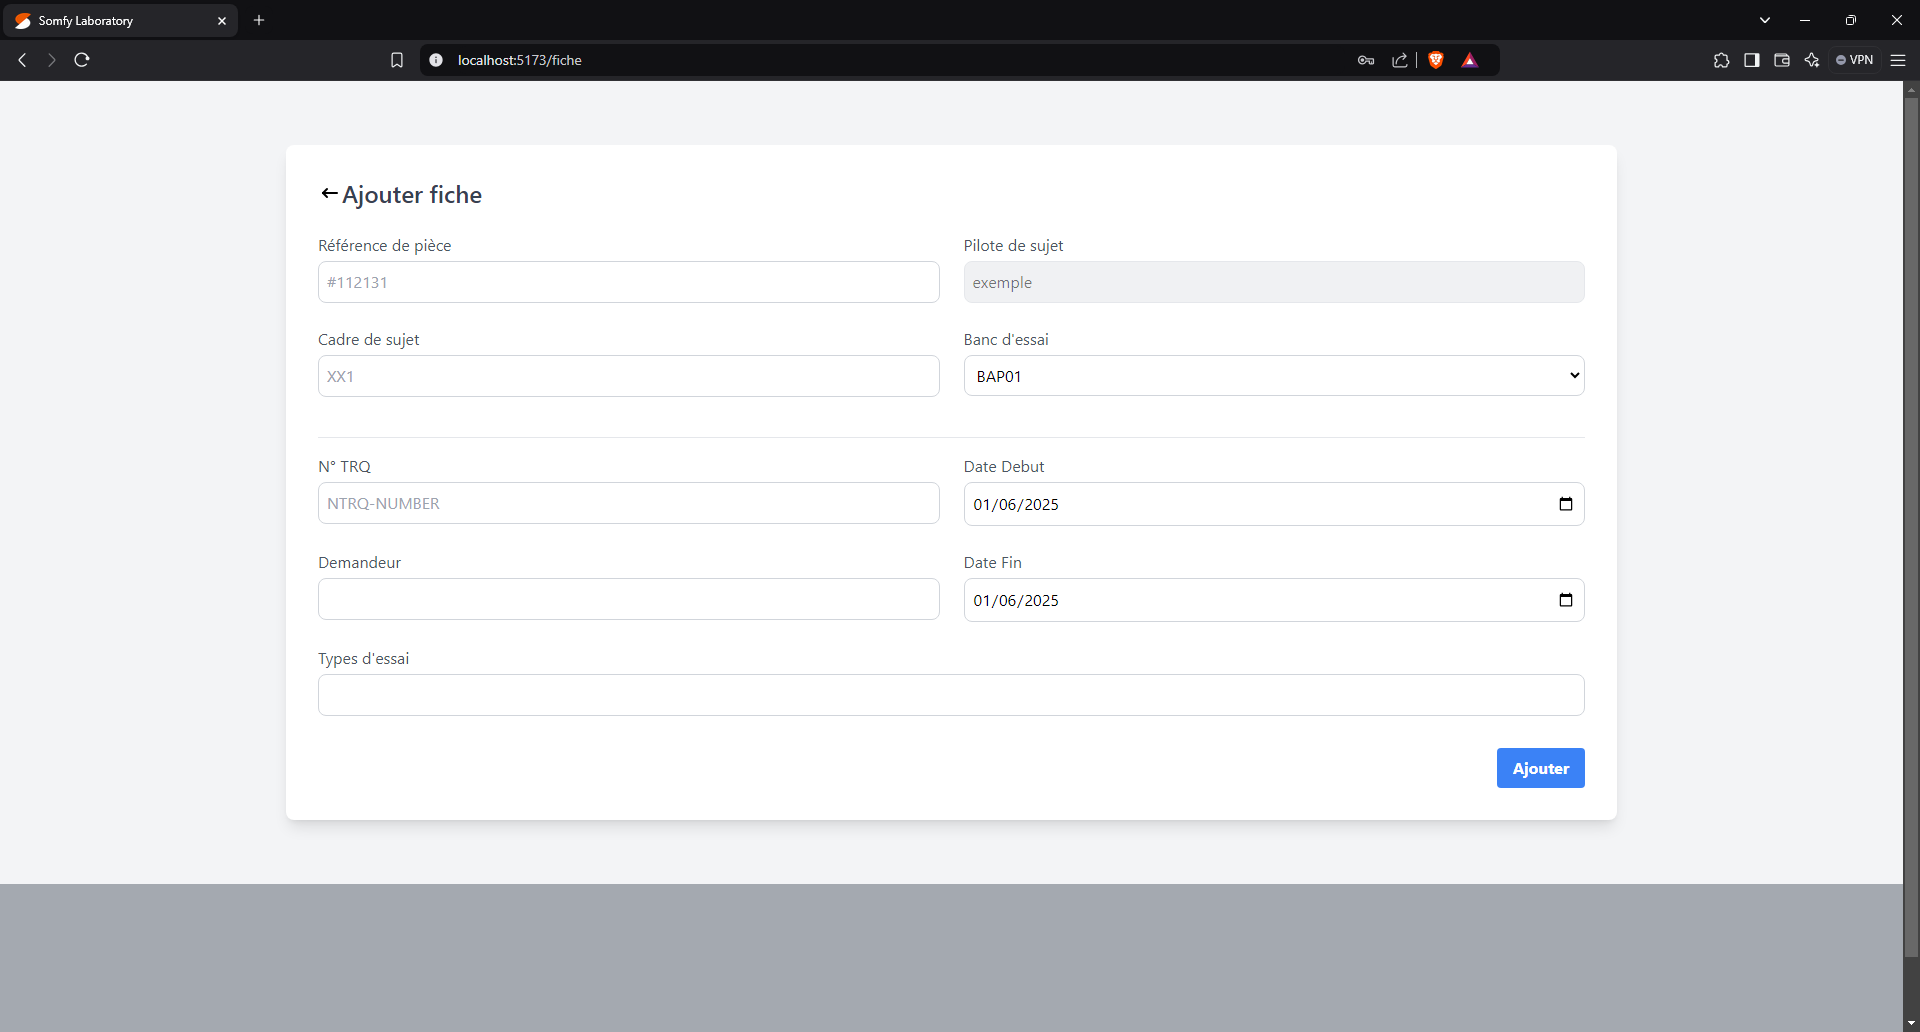 Somfy Laboratory
localhost:5173/fiche
VPN
Ajouter fiche
Référence de pièce
Pilote de sujet
#112131
exemple
Cadre de sujet
Banc d'essai
XX1
BAP01
N° TRQ
Date Debut
NTRQ-NUMBER
01/06/2025
Demandeur
Date Fin
01/06/2025
Types d'essai
Ajouter